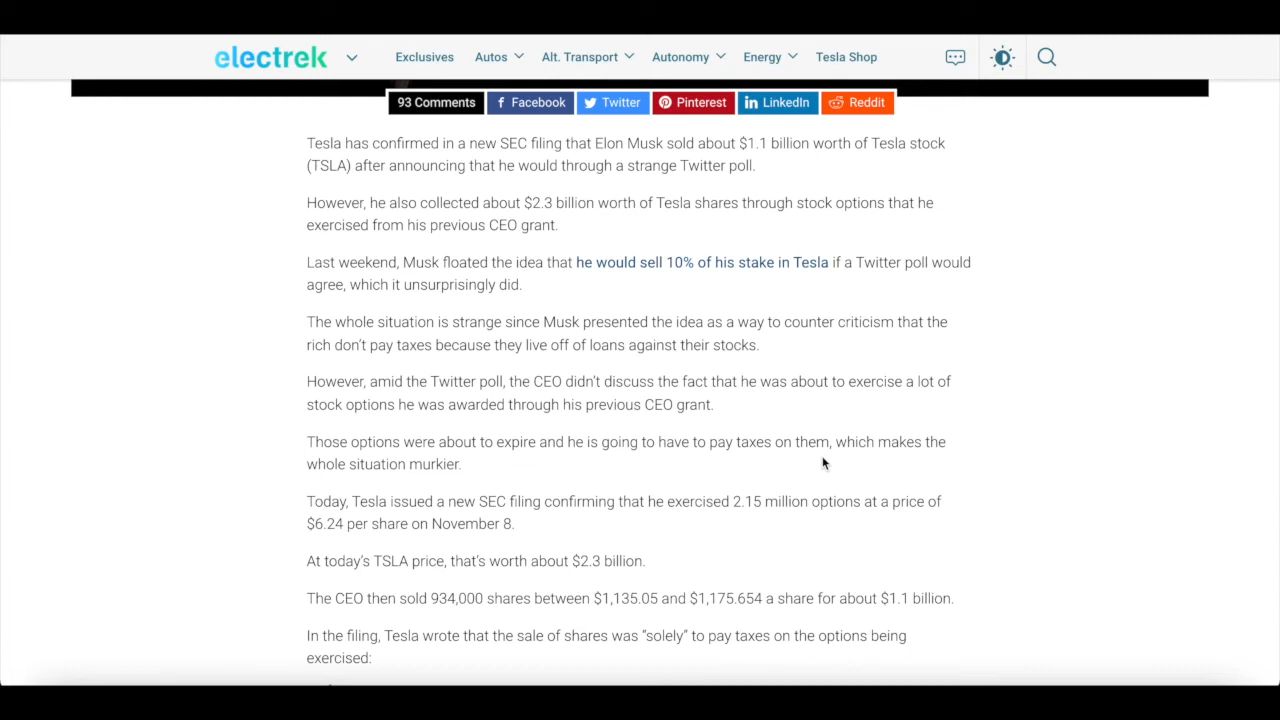 electrek Exclusives Autos Alt. Transport Autonomy Energy Tesla Shop
93 Comments Facebook Twitter Pinterest LinkedIn Reddit
Tesla has confirmed in a new SEC filing that Elon Musk sold about $1.1 billion worth of Tesla stock
(TSLA) after announcing that he would through a strange Twitter poll.
However, he also collected about $2.3 billion worth of Tesla shares through stock options that he
exercised from his previous CEO grant.
Last weekend, Musk floated the idea that he would sell 10% of his stake in Tesla if a Twitter poll would
agree, which it unsurprisingly did.
The whole situation is strange since Musk presented the idea as a way to counter criticism that the
rich don’t pay taxes because they live off of loans against their stocks.
However, amid the Twitter poll, the CEO didn’t discuss the fact that he was about to exercise a lot of
stock options he was awarded through his previous CEO grant.
Those options were about to expire and he is going to have to pay taxes on them, which makes the
whole situation murkier.
Today, Tesla issued a new SEC filing confirming that he exercised 2.15 million options at a price of
$6.24 per share on November 8.
At today’s TSLA price, that’s worth about $2.3 billion.
The CEO then sold 934,000 shares between $1,135.05 and $1,175.654 a share for about $1.1 billion.
In the filing, Tesla wrote that the sale of shares was “solely” to pay taxes on the options being
exercised: